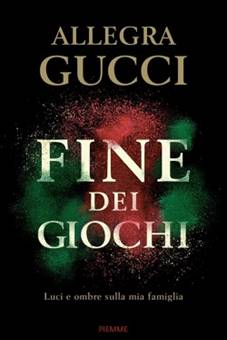 ALLEGRA
GUCCI
FINE
DEI
GIOCHI
Luci e ombre sulla mia famiglia
PIEMME